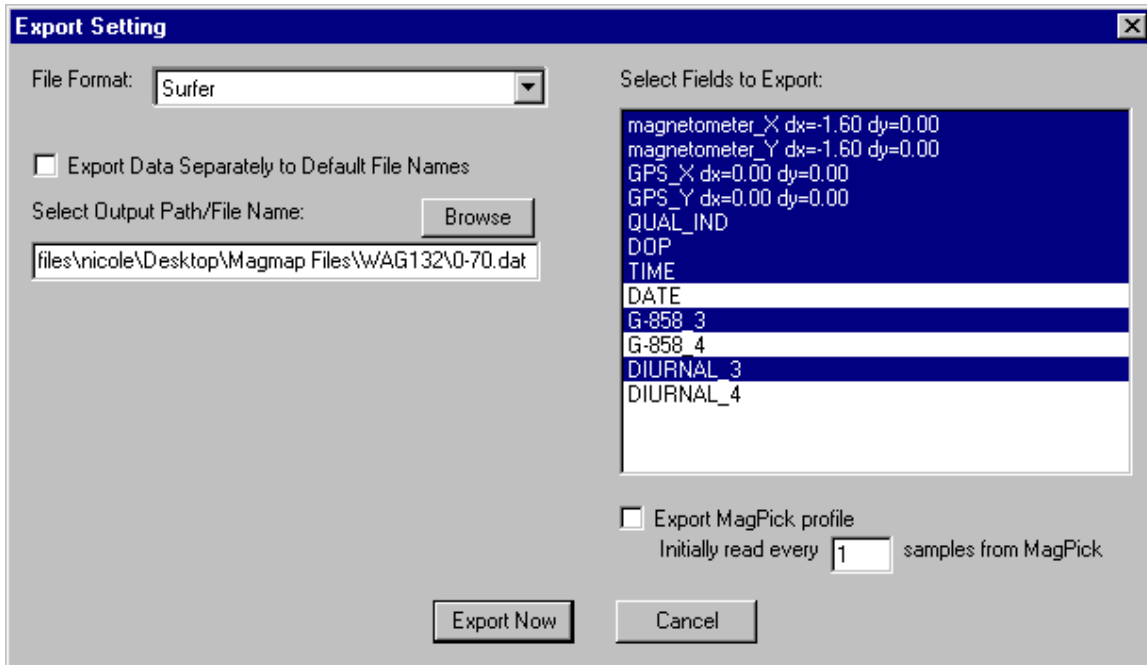 Export Setting
File Format:
Surfer
Export Data Separately to Default File Names
Select Output Path/File Name:
Browse
files\nicole\Desktop\Magmap Files\WAG132\0-70.dat
Select Fields to Export:
magnetometer_X dx=-1.60 dy=0.00
magnetometer_Y dx=-1.60 dy=0.00
GPS_X dx=0.00 dy=0.00
GPS_Y dx=0.00 dy=0.00
QUAL_IND
DOP
TIME
DATE
G-858_3
G-858_4
DIURNAL_3
DIURNAL_4
Export MagPick profile
Initially read every 1 samples from MagPick
Export Now
Cancel